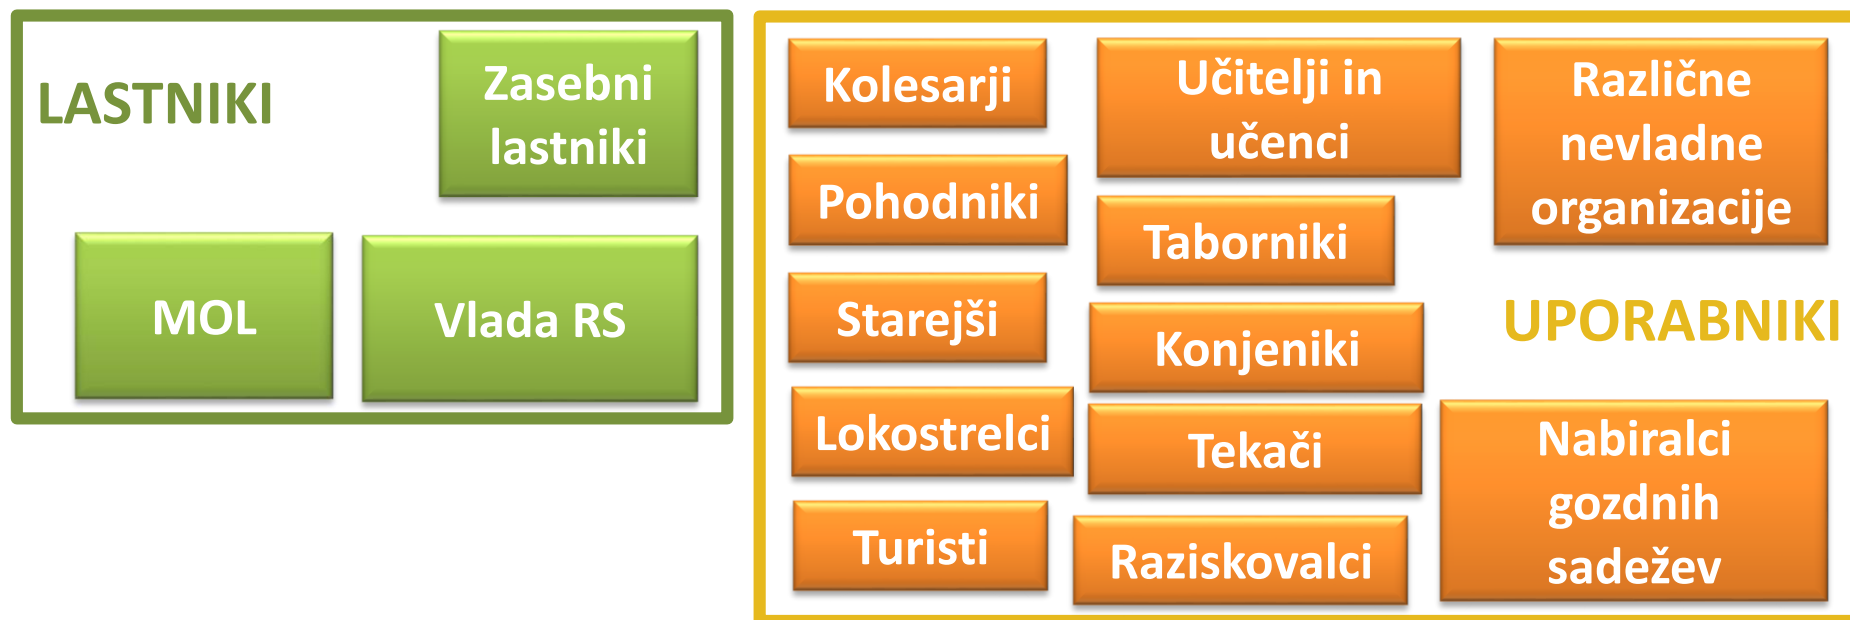 LASTNIKI
Zasebni
lastniki
MOL
Vlada RS
Kolesarji
Pohodniki
Starejši
Lokostrelci
Turisti
Učitelji in
učenci
Taborniki
Konjeniki
Tekači
Raziskovalci
Različne
nevladne
organizacije
UPORABNIKI
Nabiralci
gozdnih
sadežev